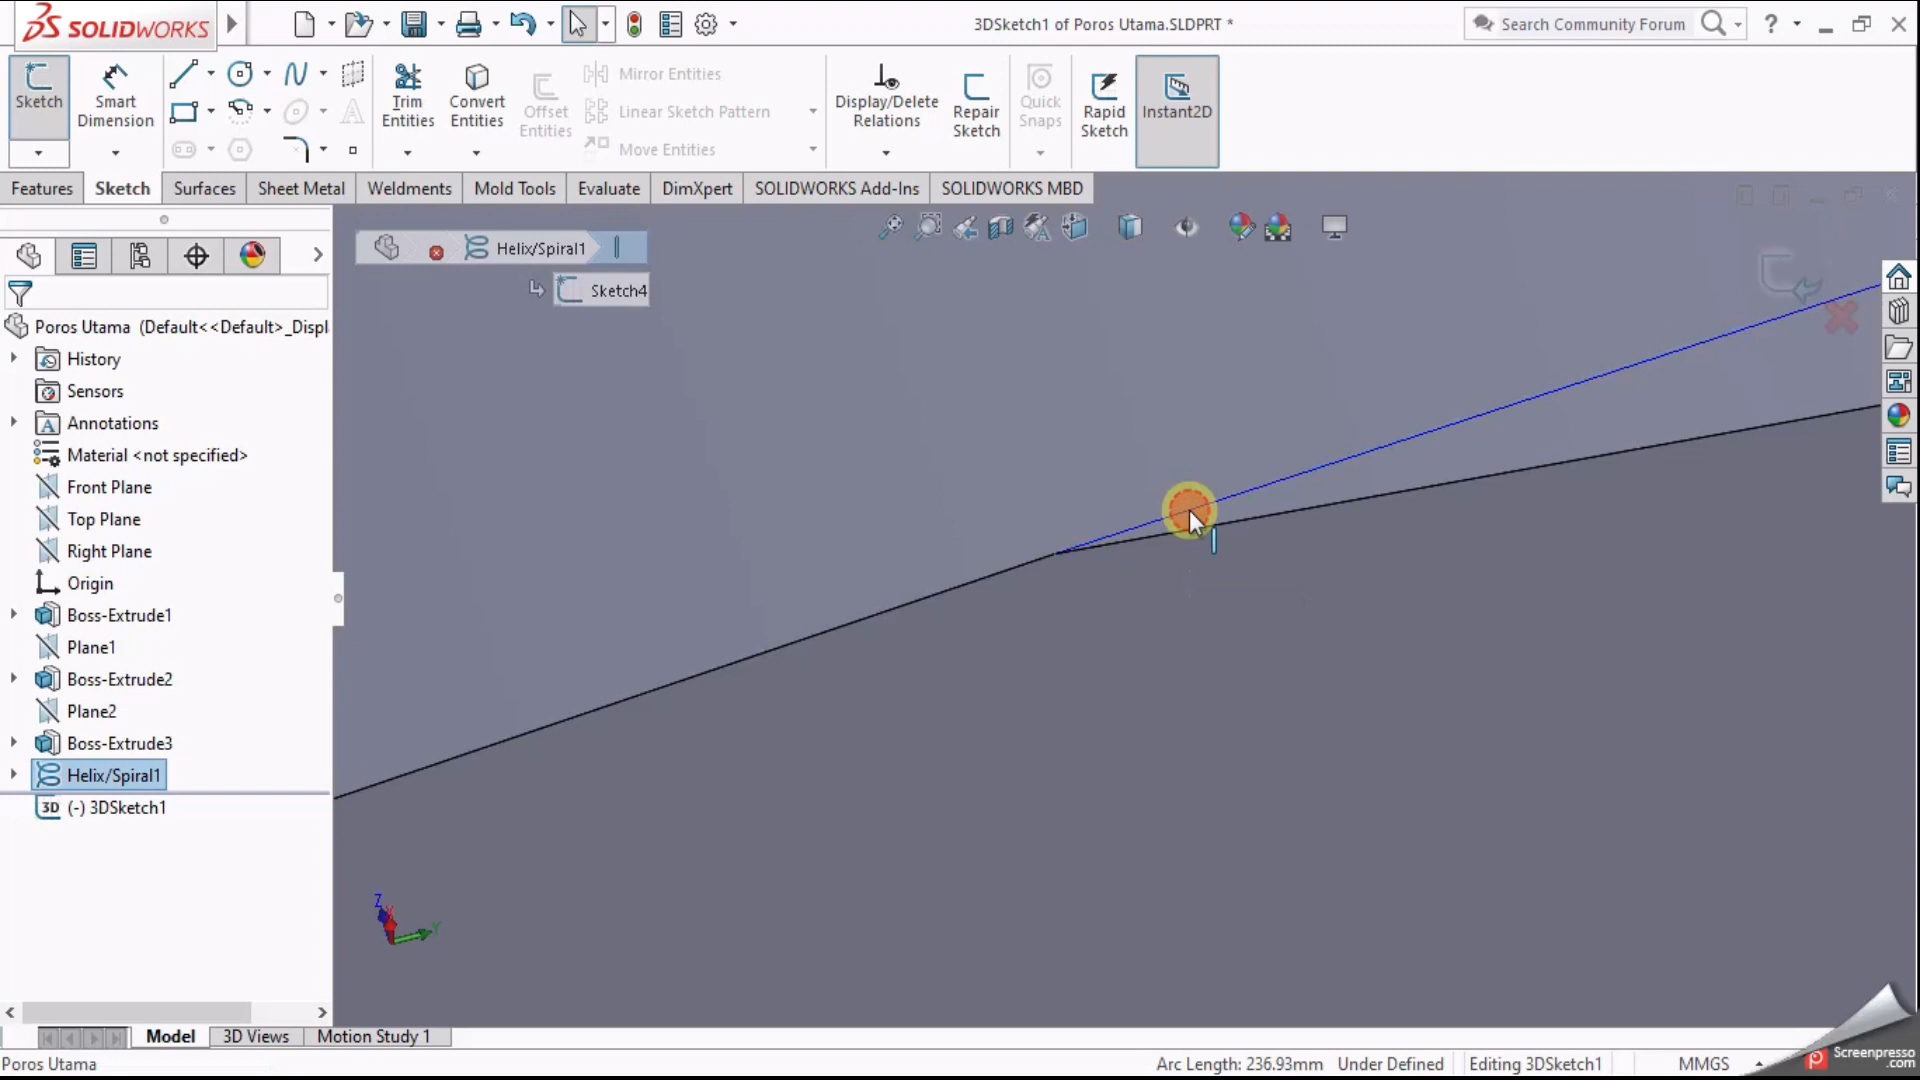 SOLIDWORKS
3DSketch1 of Poros Utama.SLDPRT *
Search Community Forum
?
Sketch
Smart Dimension
Trim Entities
Convert Entities
Offset Entities
Mirror Entities
Linear Sketch Pattern
Move Entities
Display/Delete Relations
Repair Sketch
Quick Snaps
Rapid Sketch
Instant2D
Features
Sketch
Surfaces
Sheet Metal
Weldments
Mold Tools
Evaluate
DimXpert
SOLIDWORKS Add-Ins
SOLIDWORKS MBD
Helix/Spiral1
Sketch4
Poros Utama (Default<<Default>_Displ
History
Sensors
Annotations
Material <not specified>
Front Plane
Top Plane
Right Plane
Origin
Boss-Extrude1
Plane1
Boss-Extrude2
Plane2
Boss-Extrude3
Helix/Spiral1
3D (-) 3DSketch1
Z
X
Y
Model
3D Views
Motion Study 1
Poros Utama
Arc Length: 236.93mm
Under Defined
Editing 3DSketch1
MMGS
Screenpresso
.com